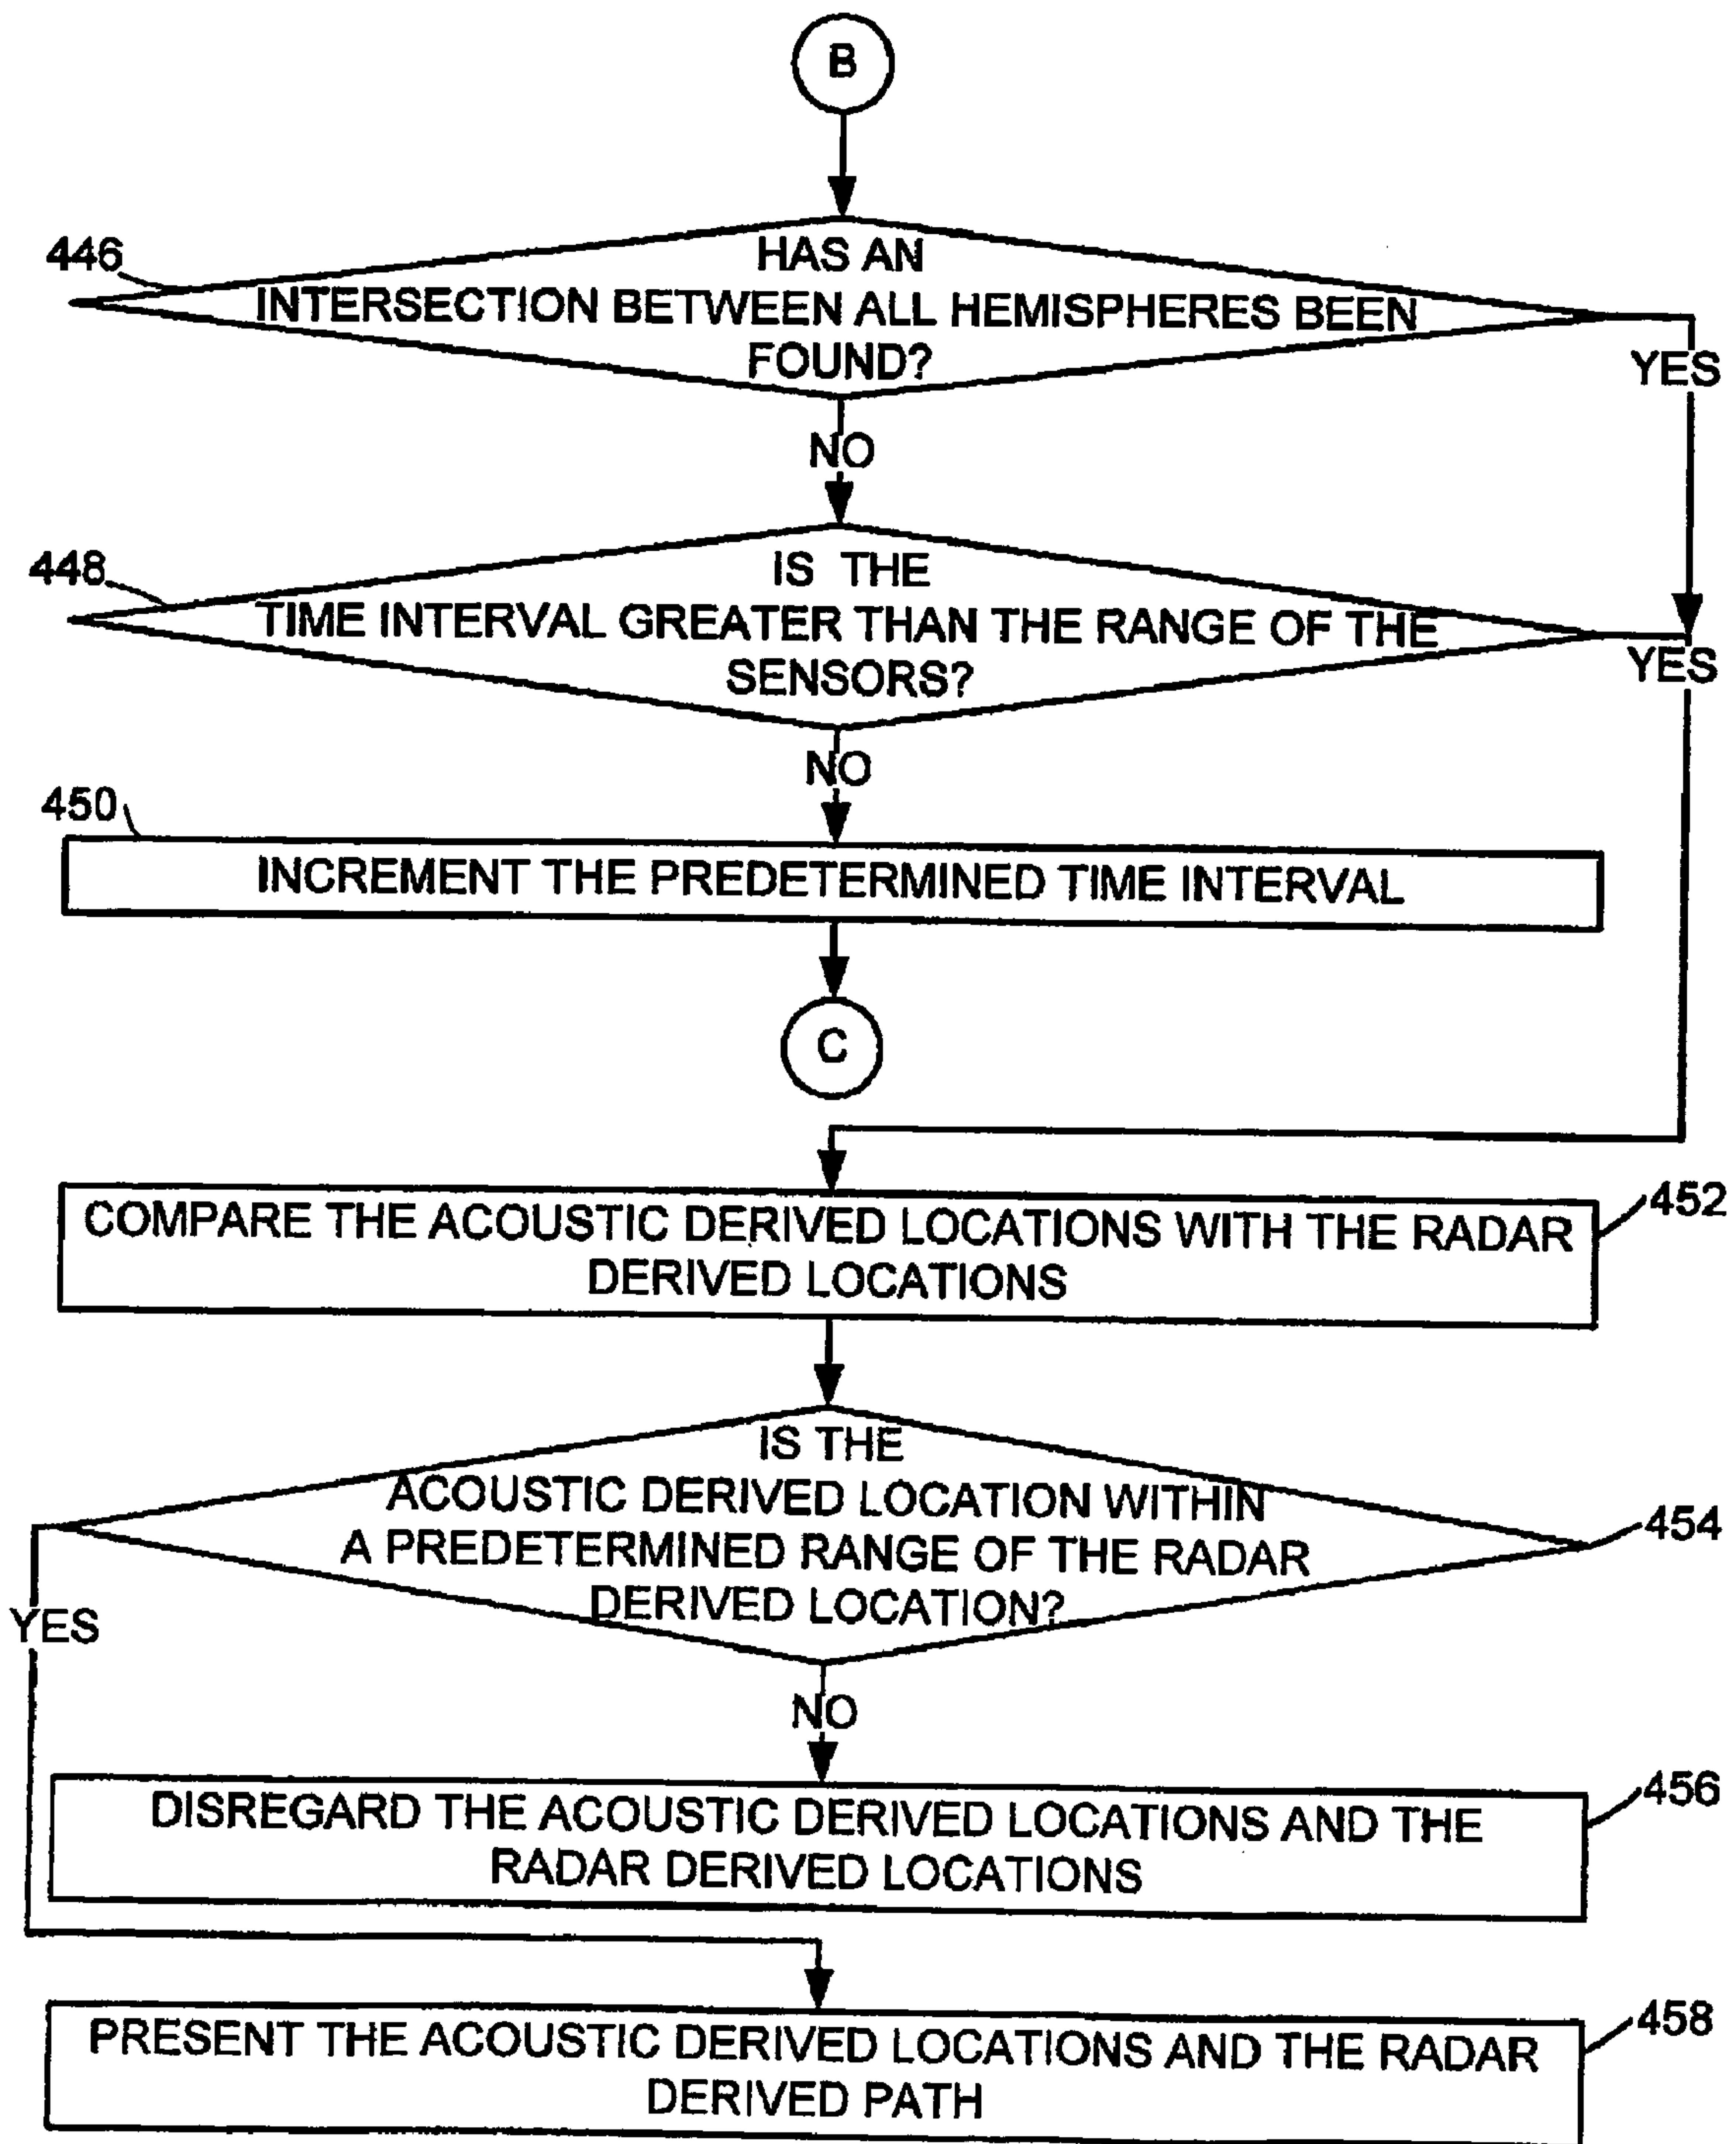 B
446
HAS AN
INTERSECTION BETWEEN ALL HEMISPHERES BEEN
FOUND?
YES
NO
448
IS THE
TIME INTERVAL GREATER THAN THE RANGE OF THE
SENSORS?
YES
NO
450
INCREMENT THE PREDETERMINED TIME INTERVAL
C
452
COMPARE THE ACOUSTIC DERIVED LOCATIONS WITH THE RADAR
DERIVED LOCATIONS
IS THE
ACOUSTIC DERIVED LOCATION WITHIN
A PREDETERMINED RANGE OF THE RADAR
DERIVED LOCATION?
454
YES
NO
456
DISREGARD THE ACOUSTIC DERIVED LOCATIONS AND THE
RADAR DERIVED LOCATIONS
458
PRESENT THE ACOUSTIC DERIVED LOCATIONS AND THE RADAR
DERIVED PATH